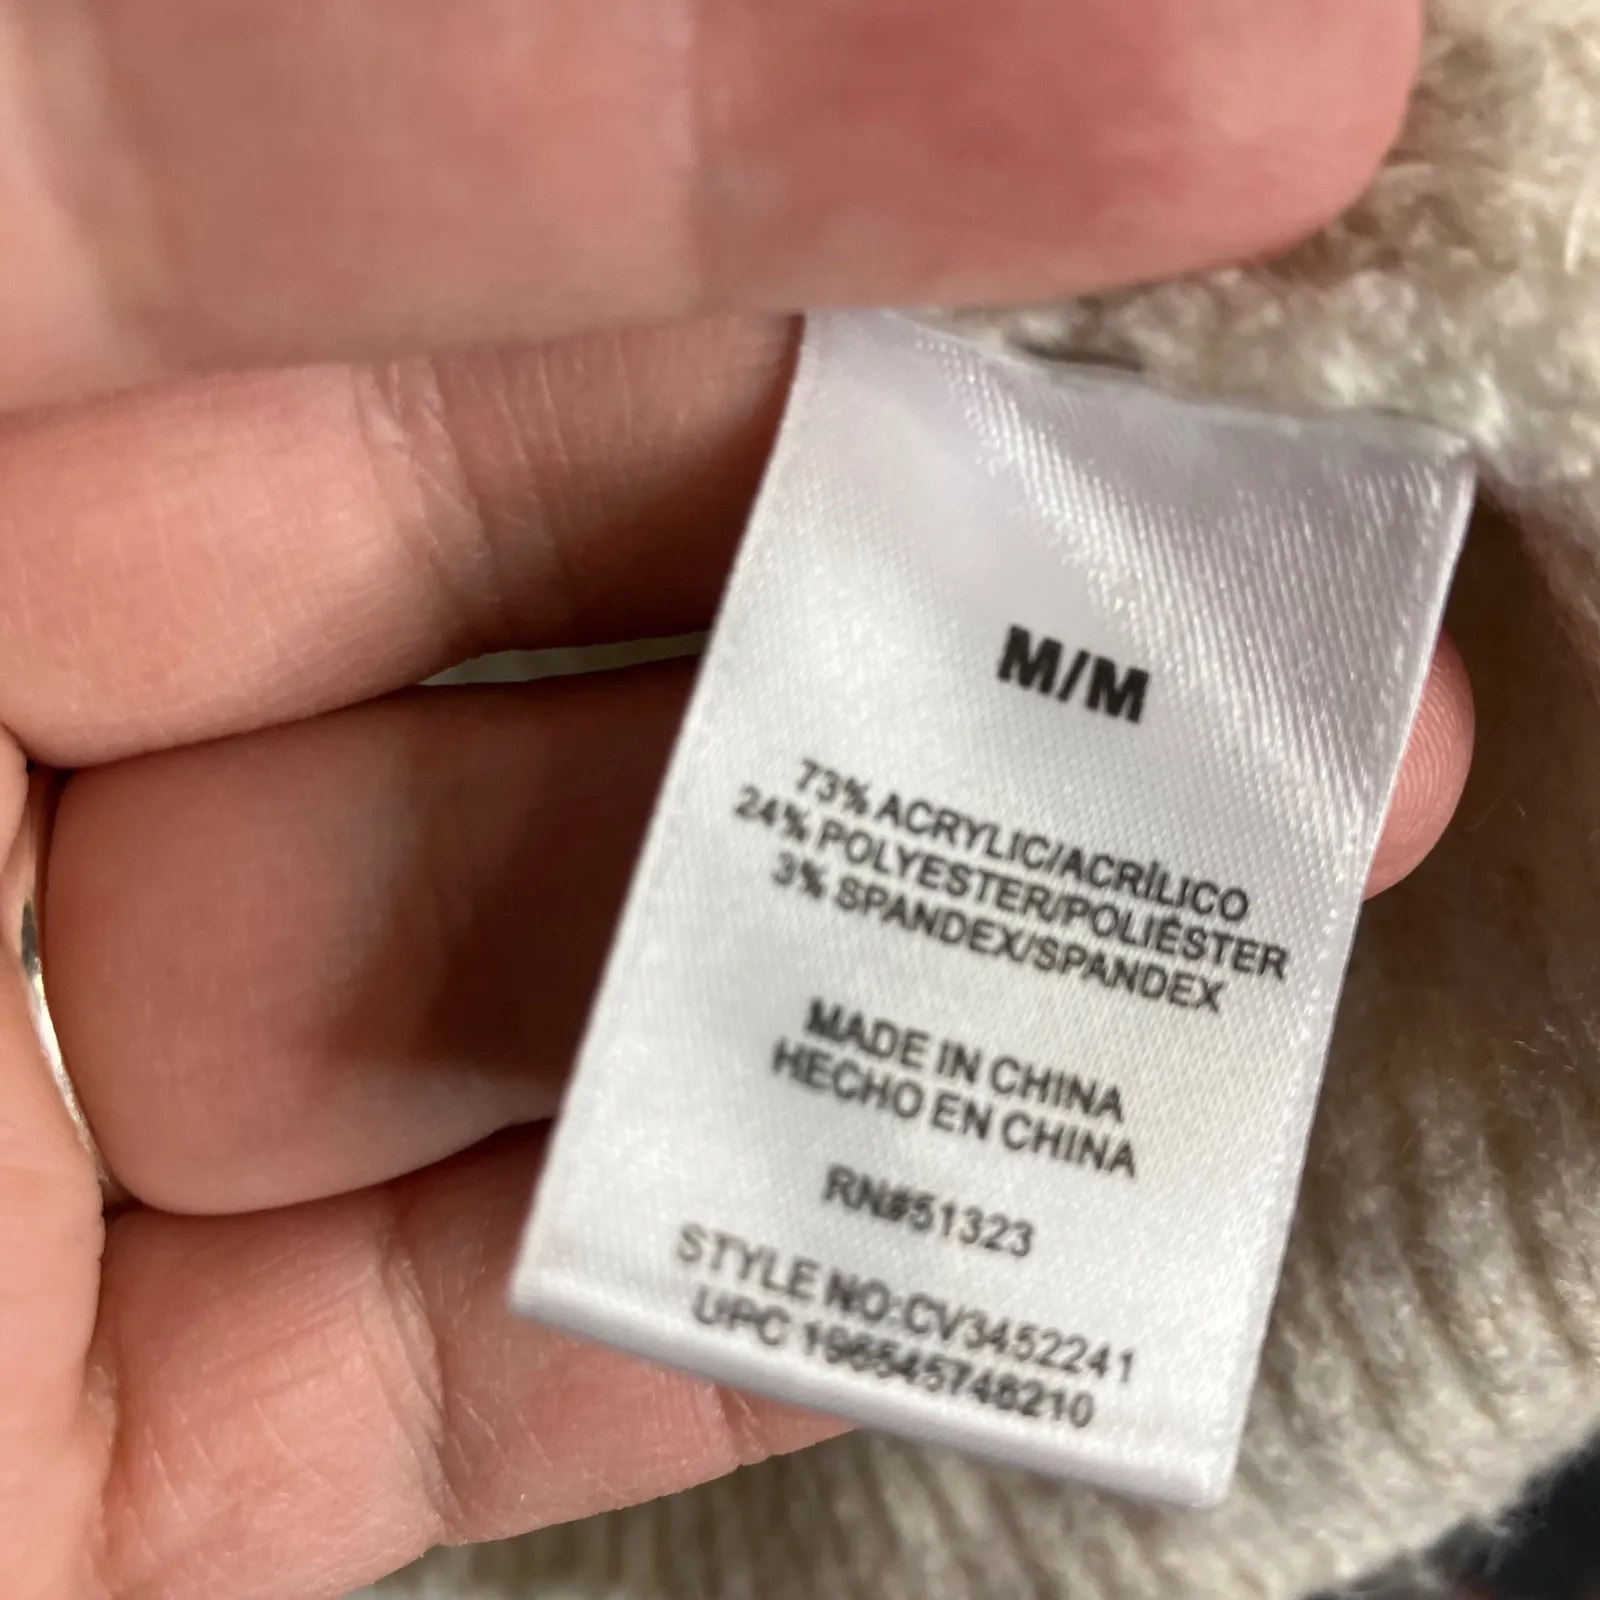 M/M
73% ACRYLIC/ACRÍLICO
24% POLYESTER/POLIÉSTER
3% SPANDEX/SPANDEX
MADE IN CHINA
HECHO EN CHINA
RN#51323
STYLE NO:CV3452241
UPC 196545746210